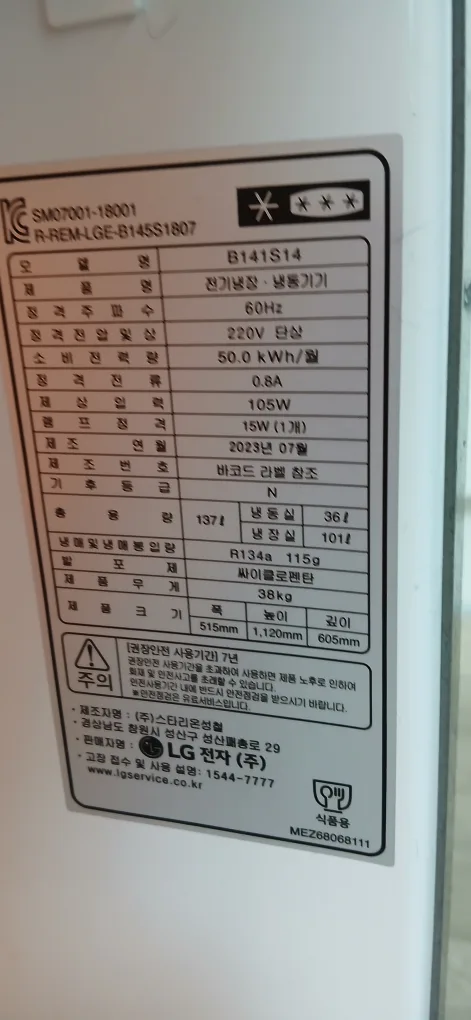 SM07001-18001
R-REM-LGE-B145S1807
모 델 명 B141S14
제 품 명 전기냉장·냉동기기
정 격 주 파 수 60Hz
정 격 전 압 및 상 220V 단상
소 비 전 력 량 50.0 kWh/월
정 격 전 류 0.8A
제 상 입 력 105W
램 프 정 격 15W (1개)
제 조 연 월 2023년 07월
제 조 번 호 바코드 라벨 참조
기 후 등 급 N
총 용 량 137ℓ 냉 동 실 36ℓ
냉 장 실 101ℓ
냉 매 및 냉 매 봉 입 량 R134a 115g
발 포 제 싸이클로펜탄
제 품 무 게 38kg
제 품 크 기 폭 높이 깊이
515mm 1,120mm 605mm
주의
[권장안전 사용기간] 7년
권장안전 사용기간을 초과하여 사용하면 제품 노후로 인하여
화재 및 안전사고를 초래할 수 있습니다.
안전사용기간 내에 반드시 안전점검을 받으시기 바랍니다.
※안전점검은 유료서비스입니다.
· 제조자명 : (주)스타리온성철
경상남도 창원시 성산구 성산패총로 29
· 판매자명 : LG 전자 (주)
· 고장 접수 및 사용 설명: 1544-7777
www.lgservice.co.kr
식품용
MEZ68068111